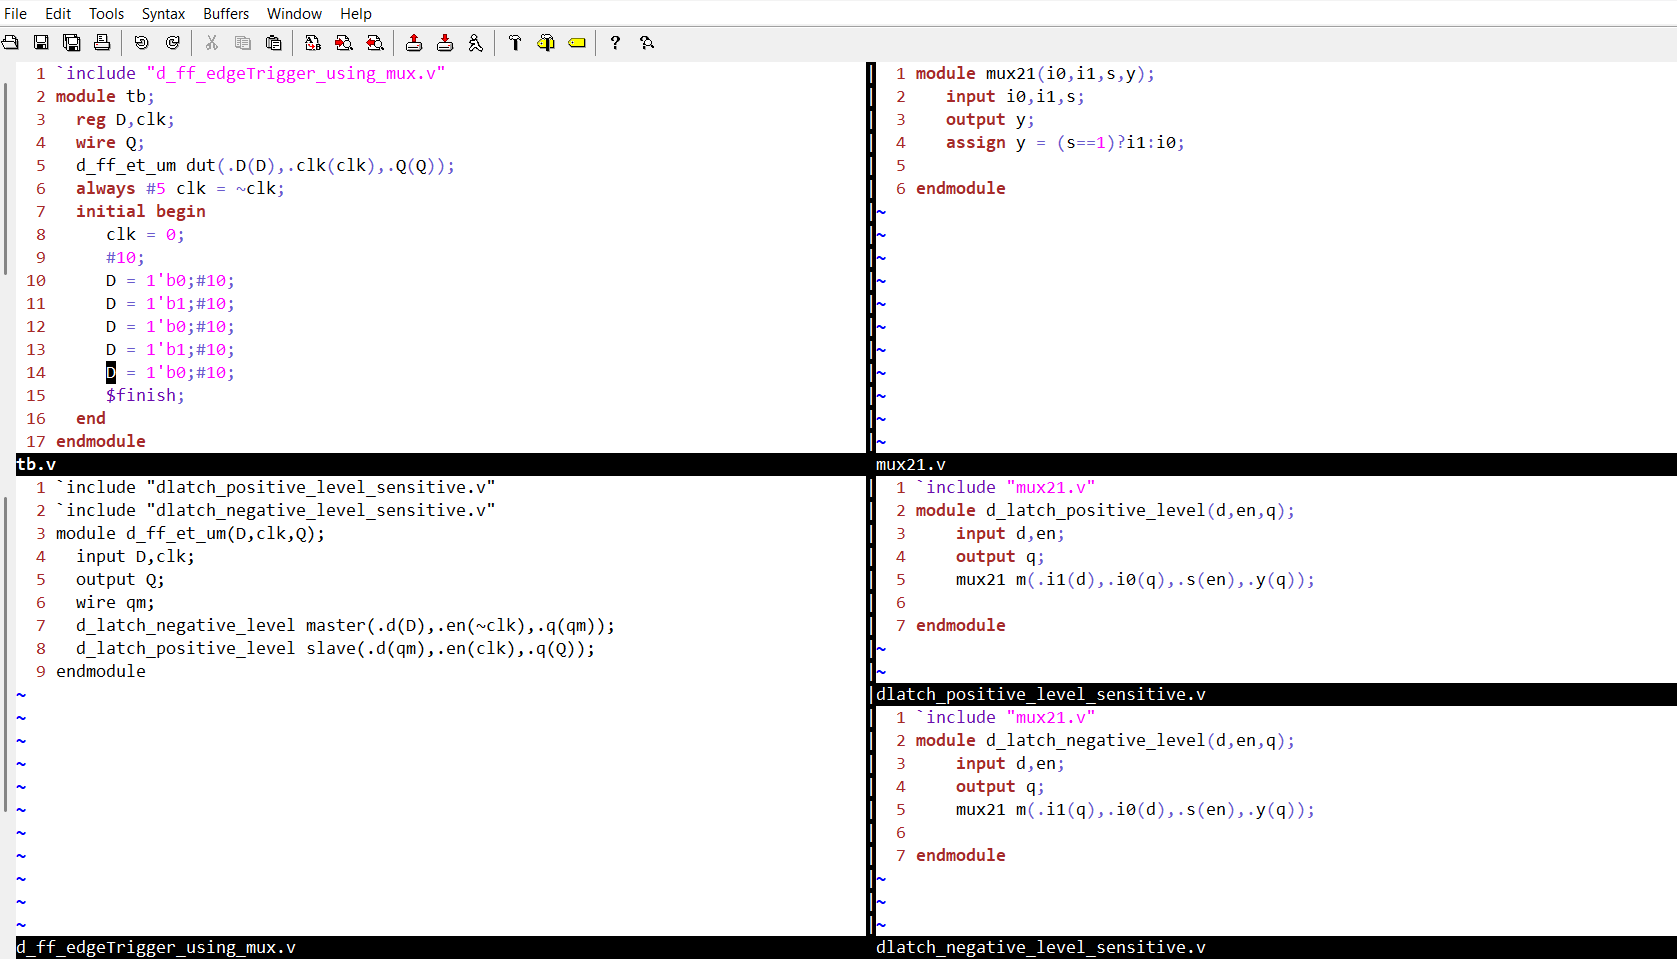 File Edit Tools Syntax Buffers Window Help
1 `include "d_ff_edgeTrigger_using_mux.v"
2 module tb;
3   reg D,clk;
4   wire Q;
5   d_ff_et_um dut(.D(D),.clk(clk),.Q(Q));
6   always #5 clk = ~clk;
7   initial begin
8      clk = 0;
9      #10;
10      D = 1'b0;#10;
11      D = 1'b1;#10;
12      D = 1'b0;#10;
13      D = 1'b1;#10;
14      D = 1'b0;#10;
15      $finish;
16   end
17 endmodule
tb.v
1 `include "dlatch_positive_level_sensitive.v"
2 `include "dlatch_negative_level_sensitive.v"
3 module d_ff_et_um(D,clk,Q);
4   input D,clk;
5   output Q;
6   wire qm;
7   d_latch_negative_level master(.d(D),.en(~clk),.q(qm));
8   d_latch_positive_level slave(.d(qm),.en(clk),.q(Q));
9 endmodule
~
~
~
~
~
~
~
~
~
~
~
d_ff_edgeTrigger_using_mux.v
1 module mux21(i0,i1,s,y);
2    input i0,i1,s;
3    output y;
4    assign y = (s==1)?i1:i0;
5
6 endmodule
~
~
~
~
~
~
~
~
~
~
~
mux21.v
1 `include "mux21.v"
2 module d_latch_positive_level(d,en,q);
3     input d,en;
4     output q;
5     mux21 m(.i1(d),.i0(q),.s(en),.y(q));
6
7 endmodule
~
~
dlatch_positive_level_sensitive.v
1 `include "mux21.v"
2 module d_latch_negative_level(d,en,q);
3     input d,en;
4     output q;
5     mux21 m(.i1(q),.i0(d),.s(en),.y(q));
6
7 endmodule
~
~
~
dlatch_negative_level_sensitive.v